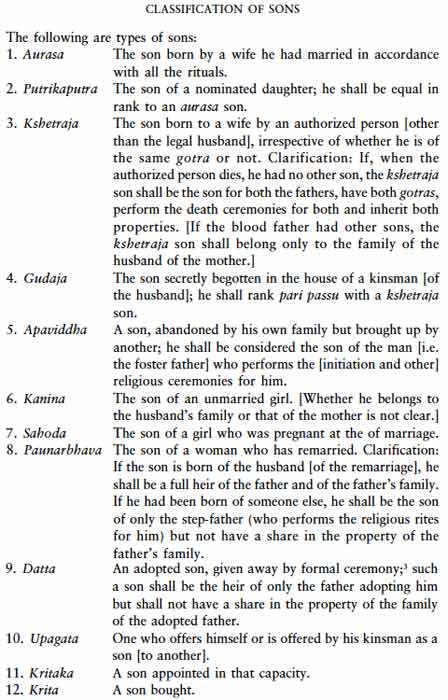 CLASSIFICATION OF SONS
The following are types of sons:
1. Aurasa The son born by a wife he had married in accordance
with all the rituals.
2. Putrikaputra The son of a nominated daughter; he shall be equal in
rank to an aurasa son.
3. Kshetraja The son born to a wife by an authorized person [other
than the legal husband], irrespective of whether he is of
the same gotra or not. Clarification: If, when the
authorized person dies, he had no other son, the kshetraja
son shall be the son for both the fathers, have both gotras,
perform the death ceremonies for both and inherit both
properties. [If the blood father had other sons, the
kshetraja son shall belong only to the family of the
husband of the mother.]
4. Gudaja The son secretly begotten in the house of a kinsman [of
the husband]; he shall rank pari passu with a kshetraja
son.
5. Apaviddha A son, abandoned by his own family but brought up by
another; he shall be considered the son of the man [i.e.
the foster father] who performs the [initiation and other]
religious ceremonies for him.
6. Kanina The son of an unmarried girl. [Whether he belongs to
the husband's family or that of the mother is not clear.]
7. Sahoda The son of a girl who was pregnant at the of marriage.
8. Paunarbhava The son of a woman who has remarried. Clarification:
If the son is born of the husband [of the remarriage], he
shall be a full heir of the father and of the father's family.
If he had been born of someone else, he shall be the son
of only the step-father (who performs the religious rites
for him) but not have a share in the property of the
father's family.
9. Datta An adopted son, given away by formal ceremony;³ such
a son shall be the heir of only the father adopting him
but shall not have a share in the property of the family
of the adopted father.
10. Upagata One who offers himself or is offered by his kinsman as a
son [to another].
11. Kritaka A son appointed in that capacity.
12. Krita A son bought.